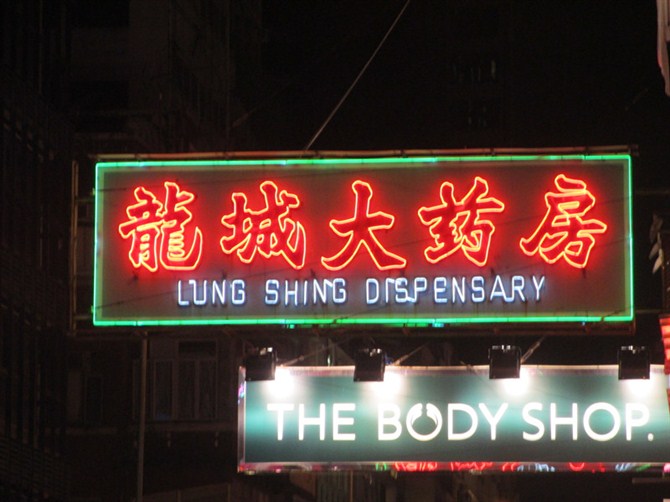 龍城大药房
LUNG SHING DISPENSARY
THE BODY SHOP.